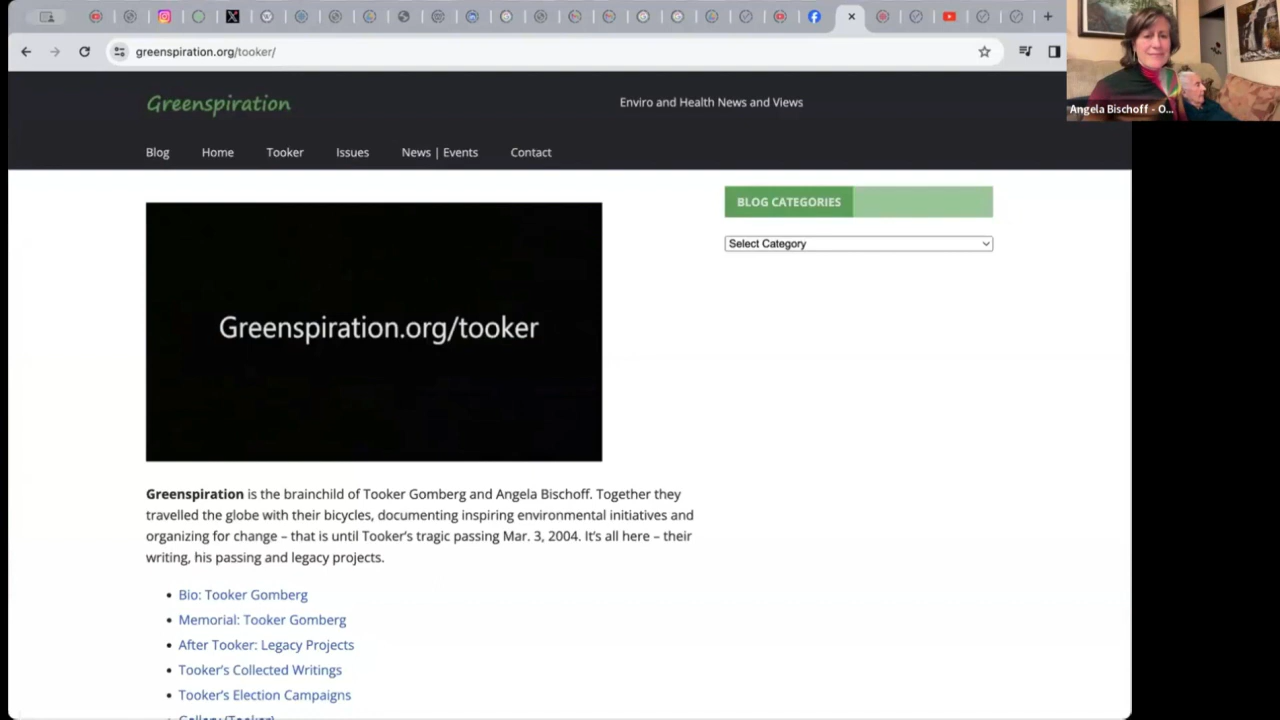 greenspiration.org/tooker/
Angela Bischoff - O...
Greenspiration
Enviro and Health News and Views
Blog Home Tooker Issues News | Events Contact
BLOG CATEGORIES
Select Category
Greenspiration.org/tooker
Greenspiration is the brainchild of Tooker Gomberg and Angela Bischoff. Together they
travelled the globe with their bicycles, documenting inspiring environmental initiatives and
organizing for change – that is until Tooker's tragic passing Mar. 3, 2004. It's all here – their
writing, his passing and legacy projects.
• Bio: Tooker Gomberg
• Memorial: Tooker Gomberg
• After Tooker: Legacy Projects
• Tooker's Collected Writings
• Tooker's Election Campaigns
• Gallery (Tooker)